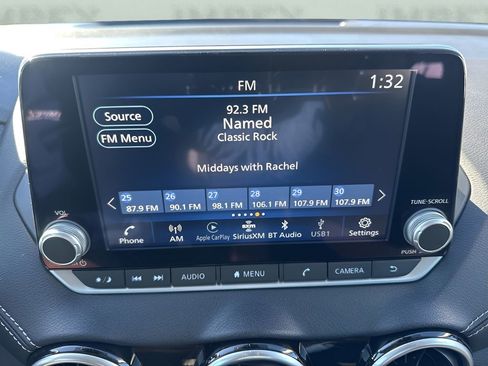 FM 1:32
Source
FM Menu
92.3 FM
Named
Classic Rock
Middays with Rachel
25 26 27 28 29 30
87.9 FM 90.1 FM 98.1 FM 106.1 FM 107.9 FM 107.9 FM
VOL
TUNE·SCROLL
Phone AM Apple CarPlay SXM SiriusXM BT Audio USB1 Settings
PUSH
AUDIO MENU CAMERA